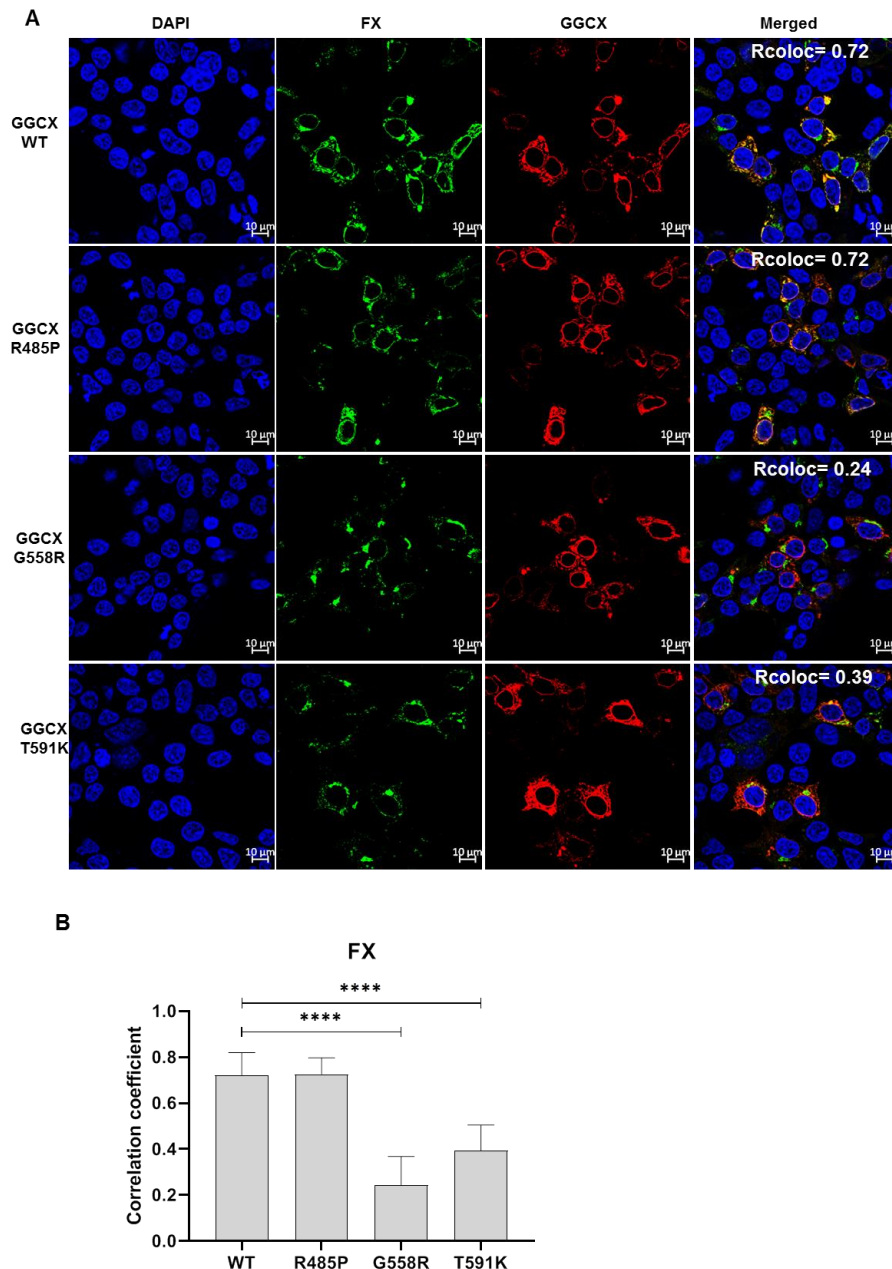 A
DAPI FX GGCX Merged
GGCX
WT
Rcoloc= 0.72
10 µm 10 µm 10 µm 10 µm
GGCX
R485P
Rcoloc= 0.72
10 µm 10 µm 10 µm 10 µm
GGCX
G558R
Rcoloc= 0.24
10 µm 10 µm 10 µm 10 µm
GGCX
T591K
Rcoloc= 0.39
10 µm 10 µm 10 µm 10 µm
B
FX
****
****
Correlation coefficient
1.0
0.8
0.6
0.4
0.2
0.0
WT R485P G558R T591K